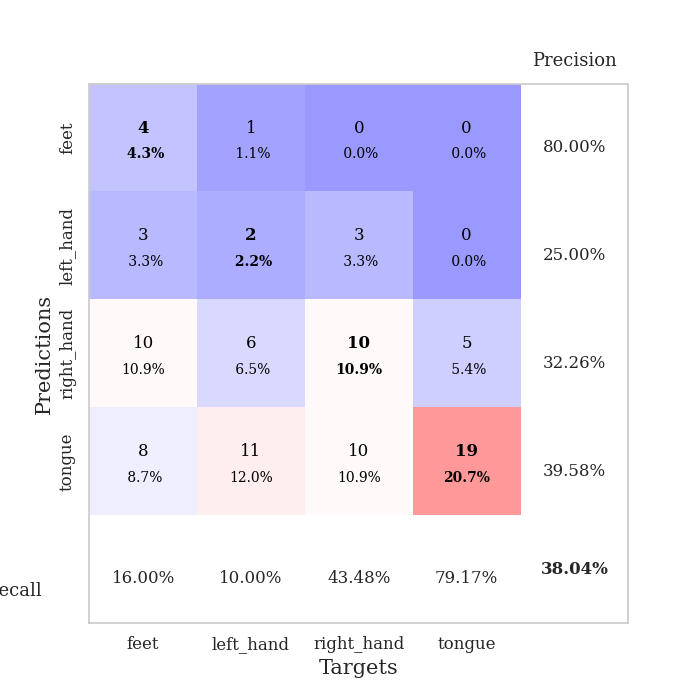 Precision
feet
4 1 0 0
80.00%
4.3% 1.1% 0.0% 0.0%
left_hand
3 2 3 0
25.00%
3.3% 2.2% 3.3% 0.0%
Predictions
right_hand
10 6 10 5
32.26%
10.9% 6.5% 10.9% 5.4%
tongue
8 11 10 19
39.58%
8.7% 12.0% 10.9% 20.7%
ecall
16.00% 10.00% 43.48% 79.17% 38.04%
feet left_hand right_hand tongue
Targets